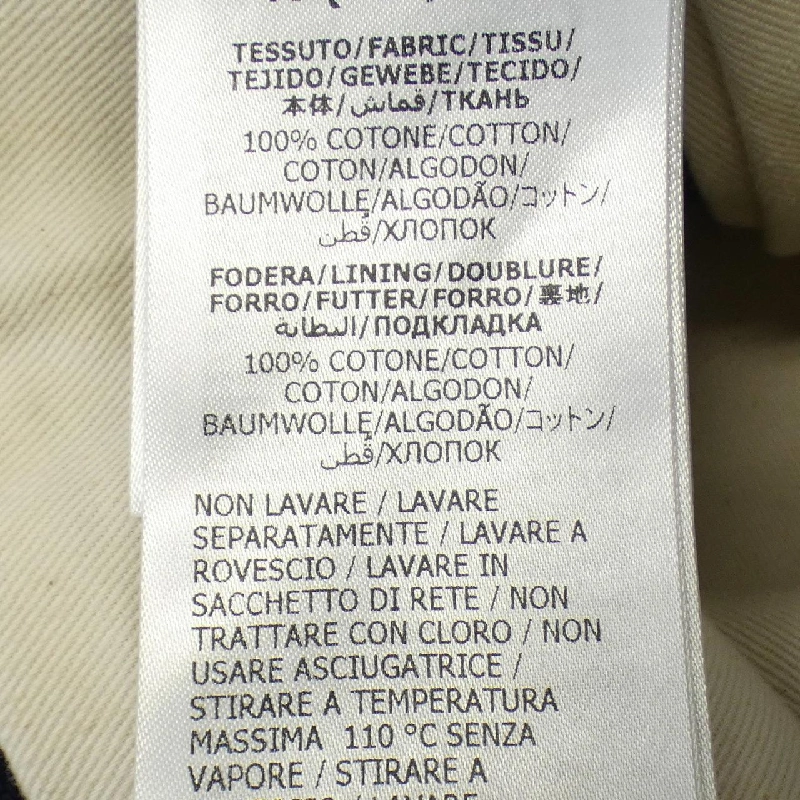 TESSUTO/FABRIC/TISSU/
TEJIDO/GEWEBE/TECIDO/
本体/قماش/ТКАНЬ
100% COTONE/COTTON/
COTON/ALGODON/
BAUMWOLLE/ALGODÃO/コットン/
قطن/ХЛОПОК
FODERA/LINING/DOUBLURE/
FORRO/FUTTER/FORRO/裏地/
البطانة/ПОДКЛАДКА
100% COTONE/COTTON/
COTON/ALGODON/
BAUMWOLLE/ALGODÃO/コットン/
قطن/ХЛОПОК
NON LAVARE / LAVARE
SEPARATAMENTE / LAVARE A
ROVESCIO / LAVARE IN
SACCHETTO DI RETE / NON
TRATTARE CON CLORO / NON
USARE ASCIUGATRICE /
STIRARE A TEMPERATURA
MASSIMA 110 °C SENZA
VAPORE / STIRARE A